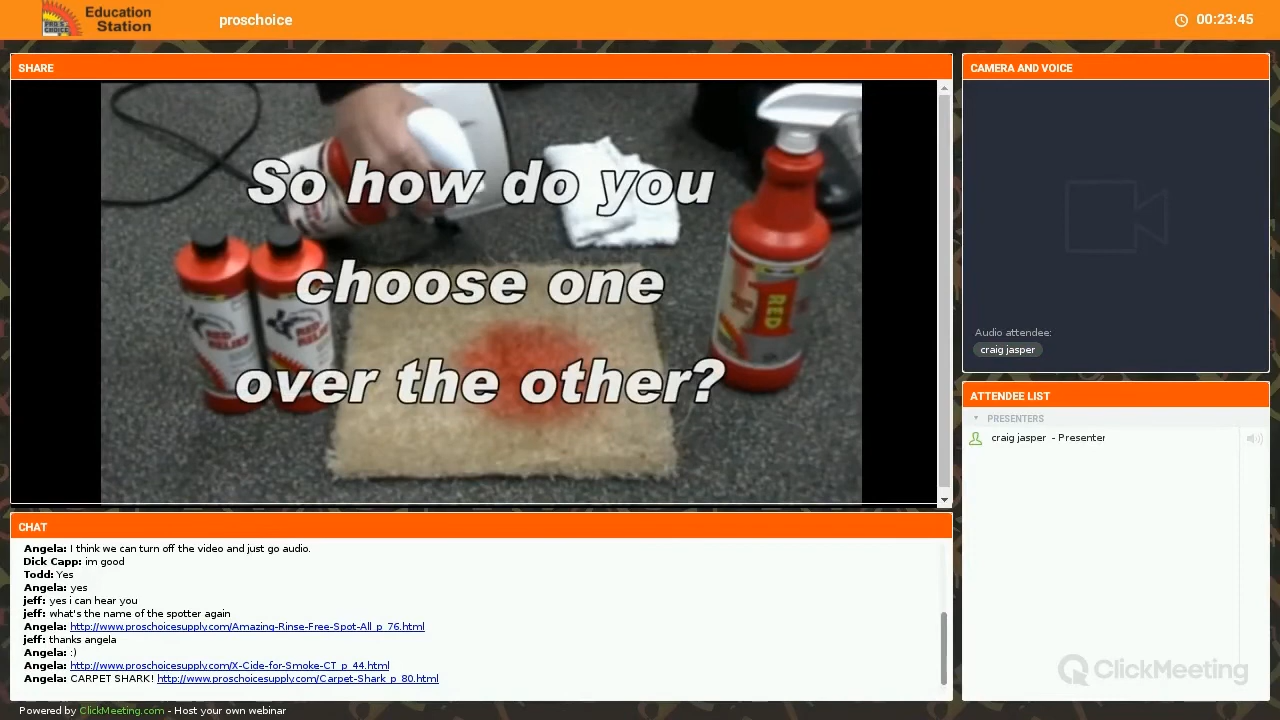 PRO'S CHOICE
Education
Station
proschoice
00:23:45
SHARE
So how do you
choose one
over the other?
RED
RED
RELIEF
CAMERA AND VOICE
Audio attendee:
craig jasper
ATTENDEE LIST
PRESENTERS
craig jasper - Presenter
CHAT
Angela: I think we can turn off the video and just go audio.
Dick Capp: im good
Todd: Yes
Angela: yes
jeff: yes i can hear you
jeff: what's the name of the spotter again
Angela: http://www.proschoicesupply.com/Amazing-Rinse-Free-Spot-All_p_76.html
jeff: thanks angela
Angela: :)
Angela: http://www.proschoicesupply.com/X-Cide-for-Smoke-CT_p_44.html
Angela: CARPET SHARK! http://www.proschoicesupply.com/Carpet-Shark_p_80.html
ClickMeeting
Powered by ClickMeeting.com - Host your own webinar